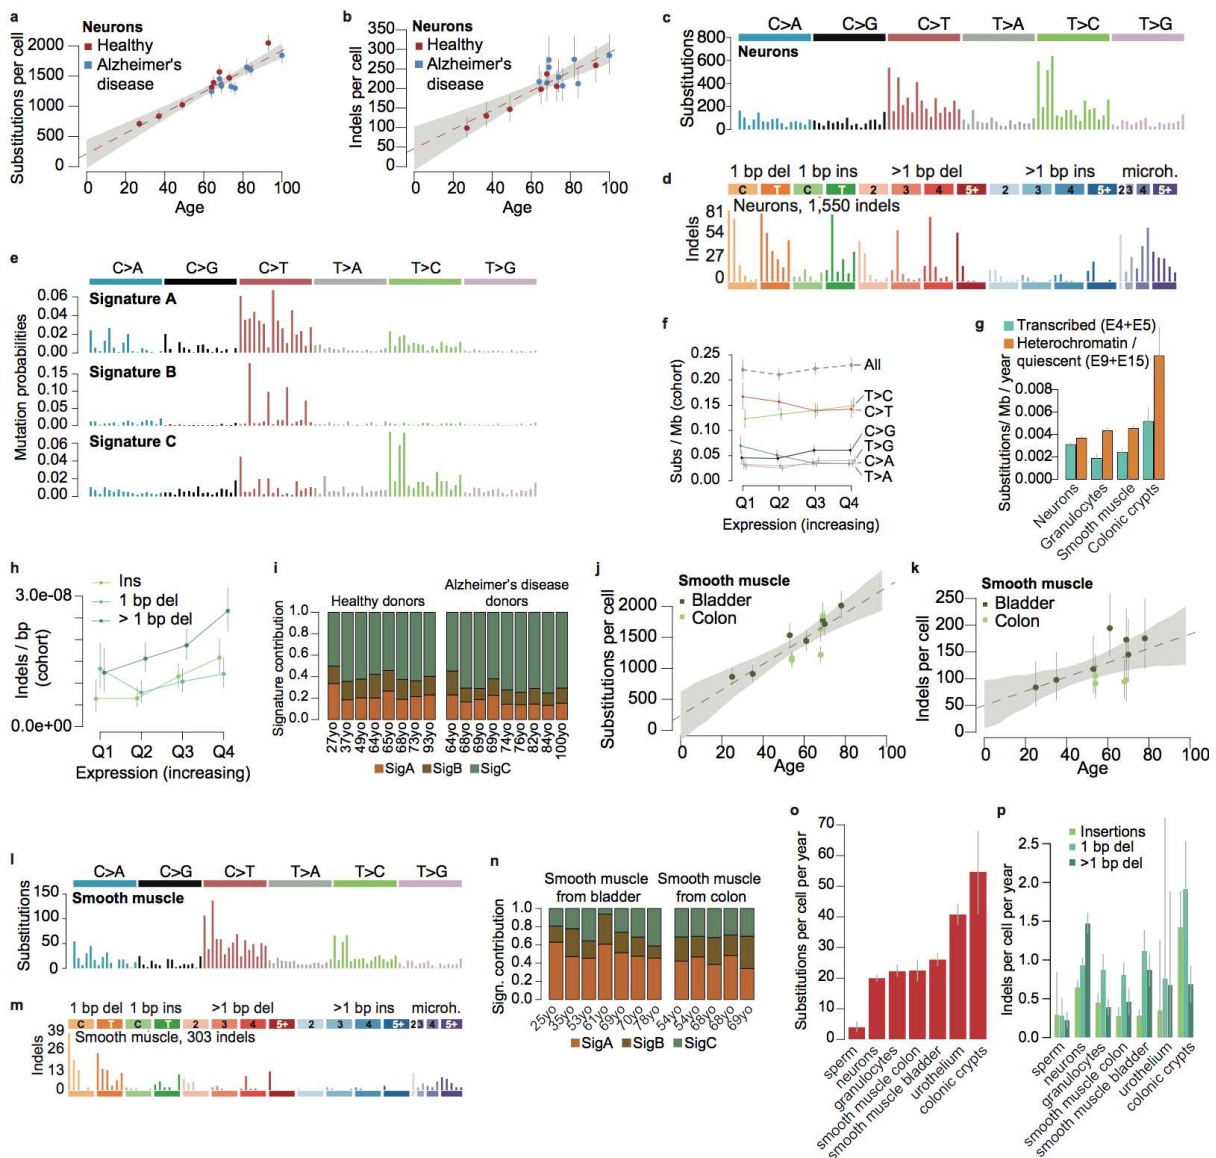 a
Neurons
Healthy
Alzheimer's
disease
Substitutions per cell
2000
1500
1000
500
0
0 20 40 60 80 100
Age
b
Neurons
Healthy
Alzheimer's
disease
Indels per cell
350
300
250
200
150
100
50
0
0 20 40 60 80 100
Age
c
C>A C>G C>T T>A T>C T>G
Neurons
Substitutions
800
600
400
200
0
d
1 bp del 1 bp ins >1 bp del >1 bp ins microh.
C T C T 2 3 4 5+ 2 3 4 5+ 2 3 4 5+
Neurons, 1,550 indels
Indels
81
54
27
0
e
C>A C>G C>T T>A T>C T>G
Mutation probabilities
Signature A
0.06
0.04
0.02
0.00
Signature B
0.15
0.10
0.05
0.00
Signature C
0.06
0.04
0.02
0.00
f
Subs / Mb (cohort)
0.25
0.20
0.15
0.10
0.05
0.00
All
T>C
C>T
C>G
T>G
C>A
T>A
Q1 Q2 Q3 Q4
Expression (increasing)
g
Transcribed (E4+E5)
Heterochromatin /
quiescent (E9+E15)
Substitutions/ Mb / year
0.008
0.006
0.004
0.002
0.000
Neurons
Granulocytes
Smooth muscle
Colonic crypts
h
Ins
1 bp del
> 1 bp del
Indels / bp
(cohort)
3.0e-08
0.0e+00
Q1 Q2 Q3 Q4
Expression (increasing)
i
Healthy donors
Alzheimer's disease
donors
Signature contribution
1.0
0.8
0.6
0.4
0.2
0.0
27yo 37yo 49yo 64yo 65yo 68yo 73yo 93yo
64yo 68yo 69yo 69yo 74yo 76yo 82yo 84yo 100yo
SigA SigB SigC
j
Smooth muscle
Bladder
Colon
Substitutions per cell
2000
1500
1000
500
0
0 20 40 60 80 100
Age
k
Smooth muscle
Bladder
Colon
Indels per cell
250
200
150
100
50
0
0 20 40 60 80 100
Age
l
C>A C>G C>T T>A T>C T>G
Smooth muscle
Substitutions
150
100
50
0
m
1 bp del 1 bp ins >1 bp del >1 bp ins microh.
C T C T 2 3 4 5+ 2 3 4 5+ 2 3 4 5+
Smooth muscle, 303 indels
Indels
39
26
13
0
n
Smooth muscle
from bladder
Smooth muscle
from colon
Sign. contribution
1.0
0.8
0.6
0.4
0.2
0.0
25yo 35yo 53yo 61yo 69yo 70yo 78yo
54yo 54yo 68yo 68yo 69yo
SigA SigB SigC
o
Substitutions per cell per year
70
60
50
40
30
20
10
0
sperm
neurons
granulocytes
smooth muscle colon
smooth muscle bladder
urothelium
colonic crypts
p
Insertions
1 bp del
>1 bp del
Indels per cell per year
2.5
2.0
1.5
1.0
0.5
0.0
sperm
neurons
granulocytes
smooth muscle colon
smooth muscle bladder
urothelium
colonic crypts